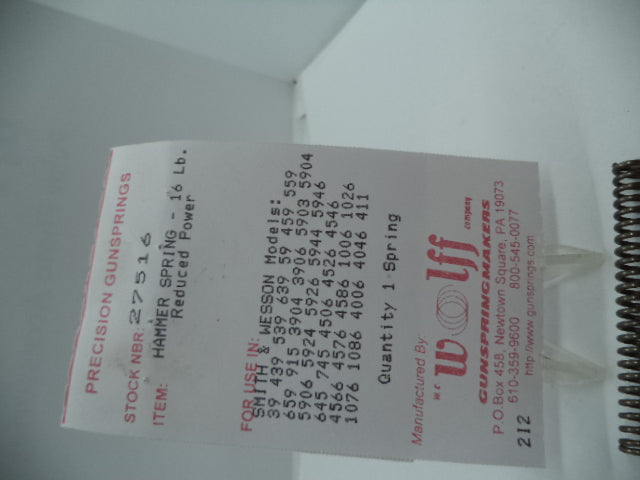 PRECISION GUNSPRINGS
STOCK NBR: 27516
ITEM: HAMMER SPRING - 16 Lb.
Reduced Power
FOR USE IN:
SMITH & WESSON Models:
39 439 539 639 59 459 559
659 915 3904 3906 5903 5904
5906 5924 5926 5944 5946
645 745 4506 4526 4546
4566 4576 4586 1006 1026
1076 1086 4006 4046 411
Quantity 1 Spring
Manufactured By
W.C. Wolff company
GUNSPRINGMAKERS
P.O. Box 458, Newtown Square, PA 19073
610-359-9600 800-545-0077
http://www.gunsprings.com
212